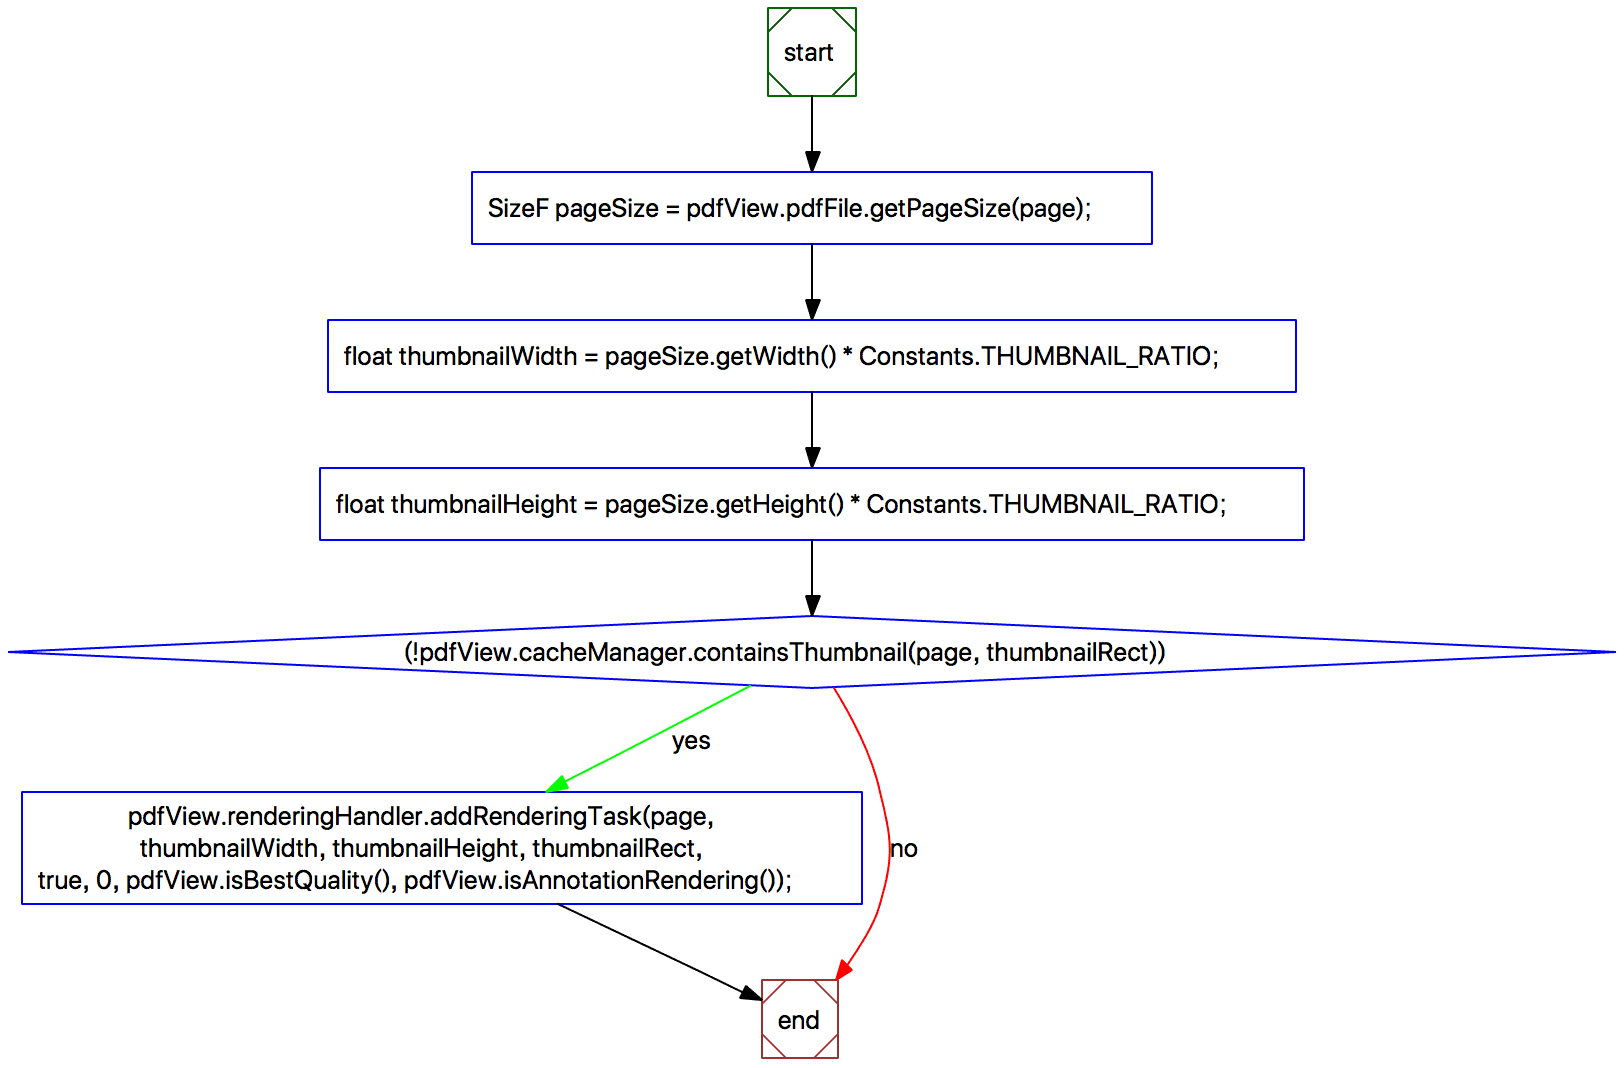 start
SizeF pageSize = pdfView.pdfFile.getPageSize(page);
float thumbnailWidth = pageSize.getWidth() * Constants.THUMBNAIL_RATIO;
float thumbnailHeight = pageSize.getHeight() * Constants.THUMBNAIL_RATIO;
(!pdfView.cacheManager.containsThumbnail(page, thumbnailRect))
yes
pdfView.renderingHandler.addRenderingTask(page,
thumbnailWidth, thumbnailHeight, thumbnailRect,
true, 0, pdfView.isBestQuality(), pdfView.isAnnotationRendering());
no
end